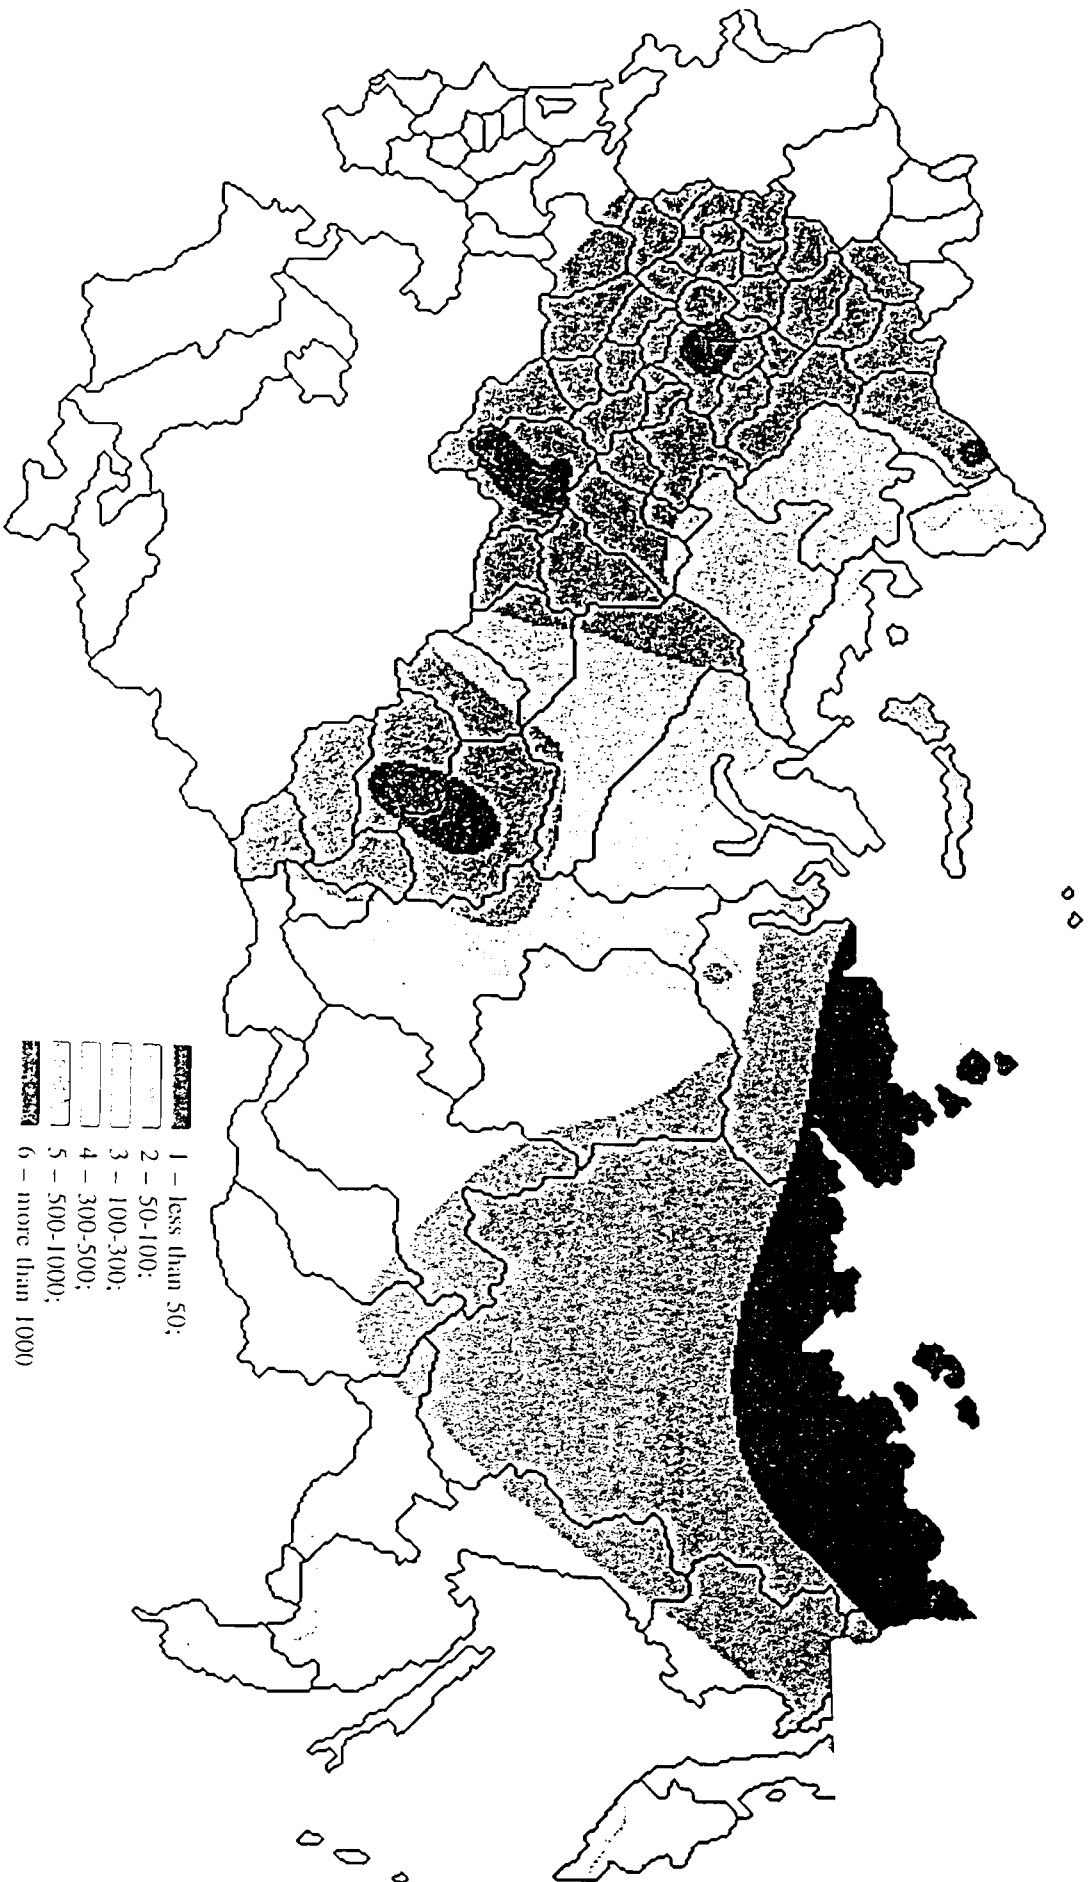 1 – less than 50;
2 – 50-100;
3 – 100-300;
4 – 300-500;
5 – 500-1000;
6 – more than 1000